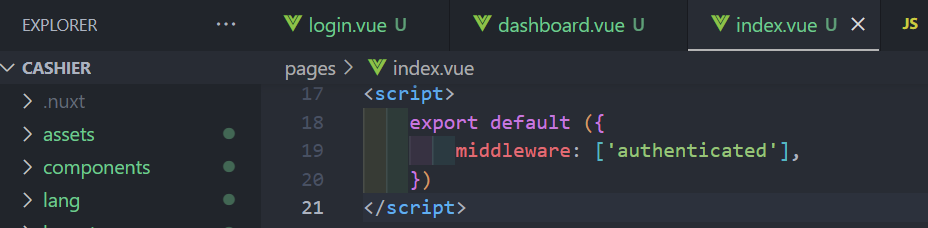 EXPLORER ...
login.vue U
dashboard.vue U
index.vue U
JS
CASHIER
pages > index.vue
.nuxt
assets
components
lang
17 <script>
18 export default ({
19 middleware: ['authenticated'],
20 })
21 </script>